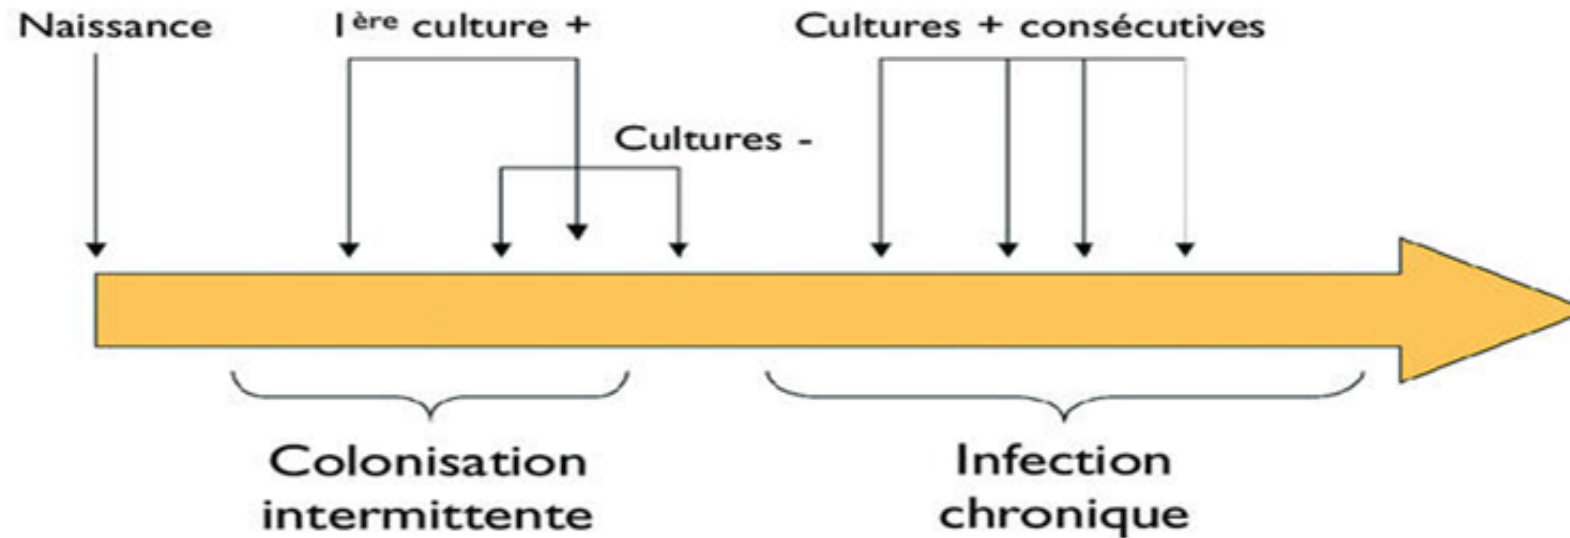 Naissance
1ère culture +
Cultures + consécutives
Cultures -
Colonisation
intermittente
Infection
chronique